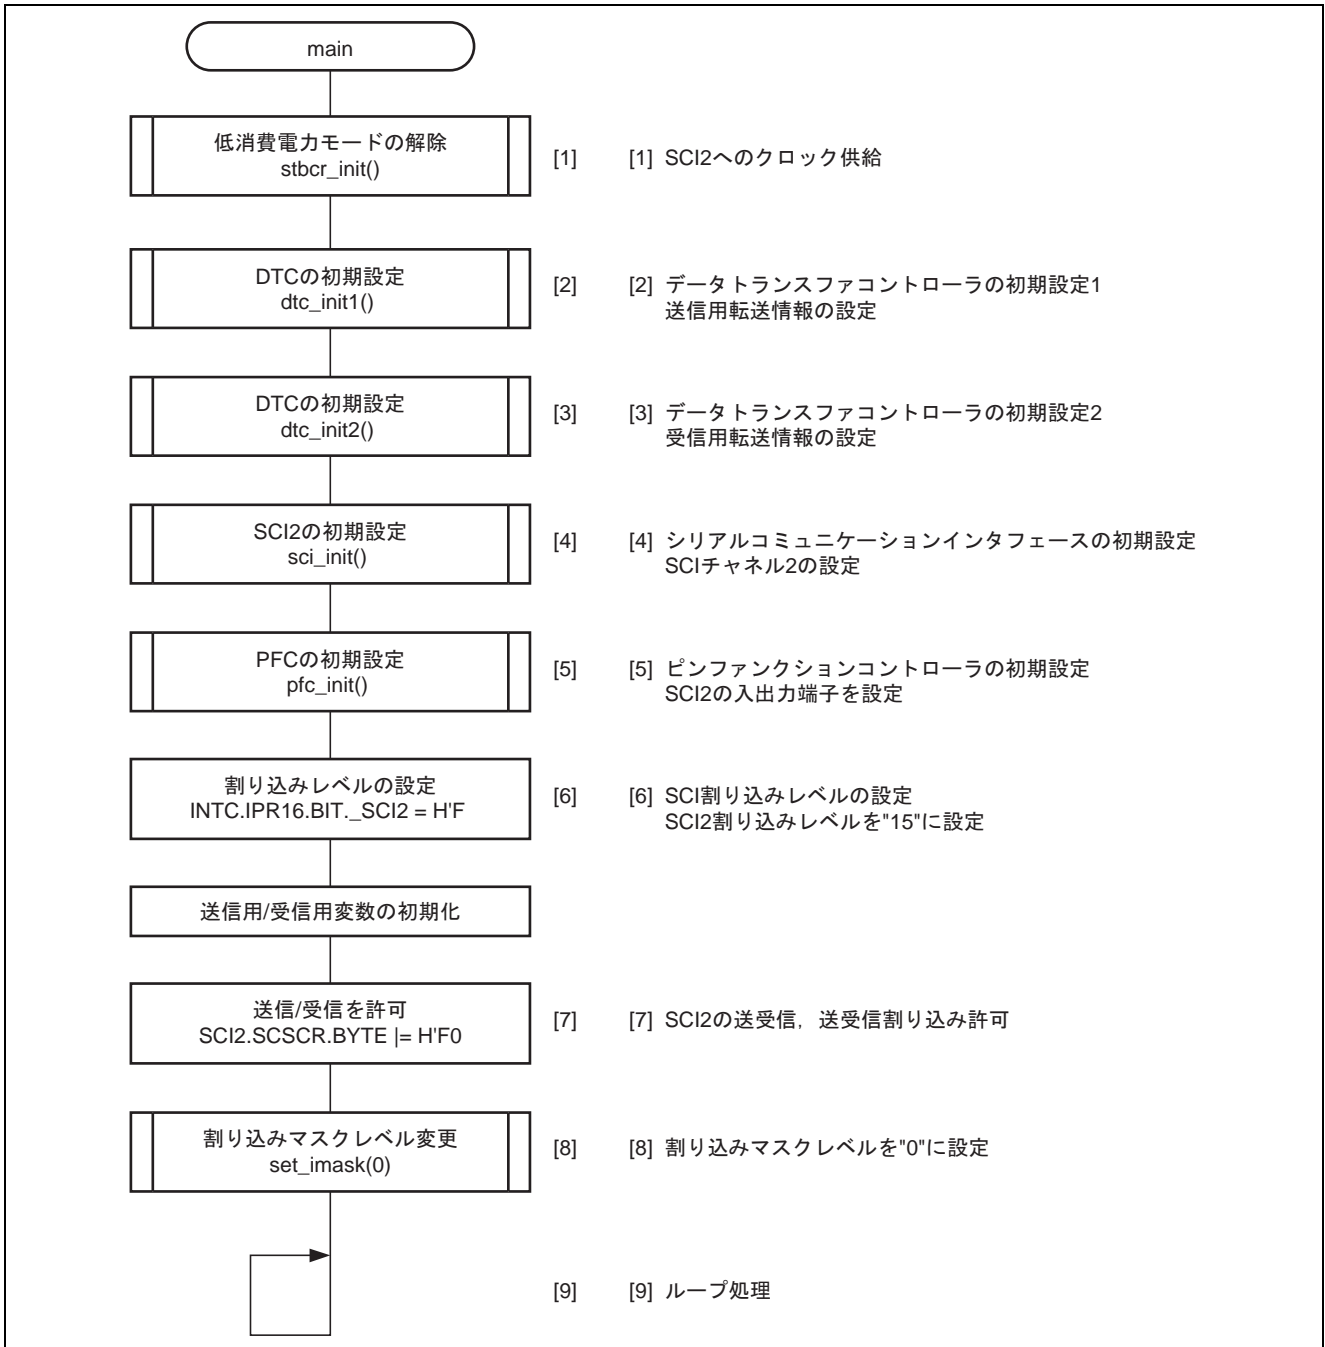 main
低消費電力モードの解除
stbcr_init()
[1]
[1] SCI2へのクロック供給
DTCの初期設定
dtc_init1()
[2]
[2] データトランスファコントローラの初期設定1
送信用転送情報の設定
DTCの初期設定
dtc_init2()
[3]
[3] データトランスファコントローラの初期設定2
受信用転送情報の設定
SCI2の初期設定
sci_init()
[4]
[4] シリアルコミュニケーションインタフェースの初期設定
SCIチャネル2の設定
PFCの初期設定
pfc_init()
[5]
[5] ピンファンクションコントローラの初期設定
SCI2の入出力端子を設定
割り込みレベルの設定
INTC.IPR16.BIT._SCI2 = H'F
[6]
[6] SCI割り込みレベルの設定
SCI2割り込みレベルを"15"に設定
送信用/受信用変数の初期化
送信/受信を許可
SCI2.SCSCR.BYTE |= H'F0
[7]
[7] SCI2の送受信，送受信割り込み許可
割り込みマスクレベル変更
set_imask(0)
[8]
[8] 割り込みマスクレベルを"0"に設定
[9]
[9] ループ処理